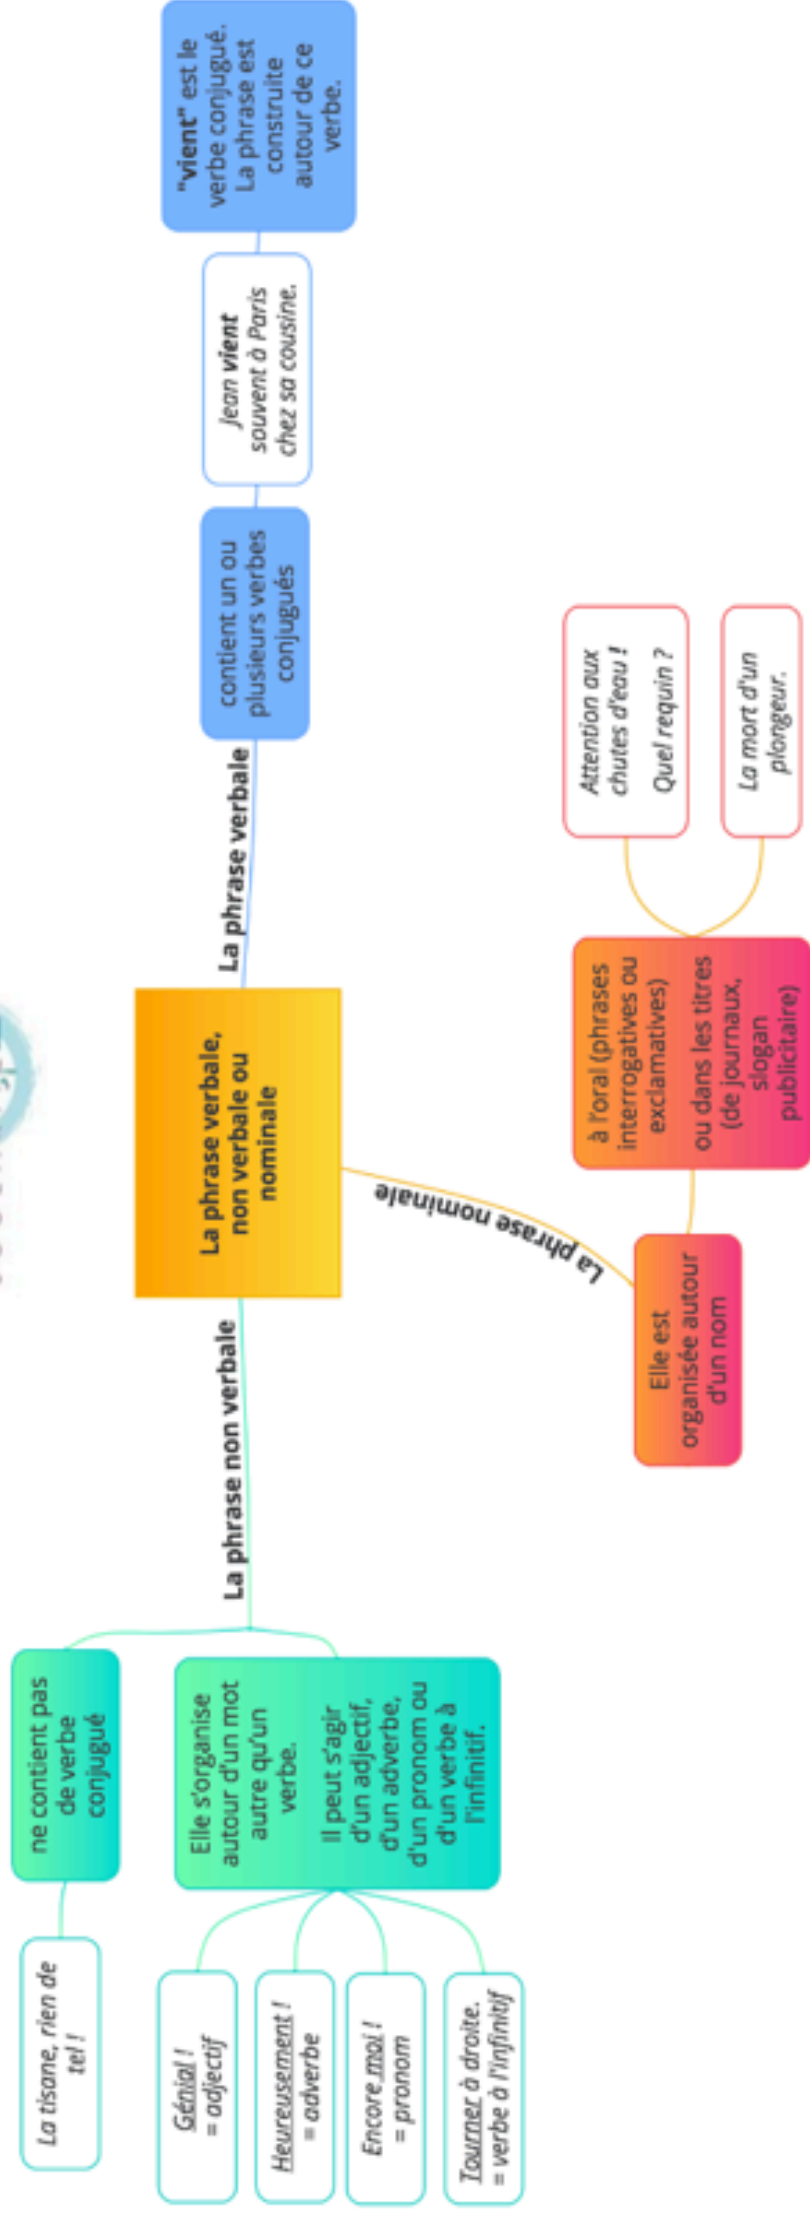 La phrase verbale,
non verbale ou
nominale
La phrase verbale
contient un ou
plusieurs verbes
conjugués
Jean vient
souvent à Paris
chez sa cousine.
"vient" est le
verbe conjugué.
La phrase est
construite
autour de ce
verbe.
La phrase nominale
Elle est
organisée autour
d'un nom
à l'oral (phrases
interrogatives ou
exclamatives)
ou dans les titres
(de journaux,
slogan
publicitaire)
Attention aux
chutes d'eau !
Quel requin ?
La mort d'un
plongeur.
La phrase non verbale
ne contient pas
de verbe
conjugué
La tisane, rien de
tel !
Elle s'organise
autour d'un mot
autre qu'un
verbe.
Il peut s'agir
d'un adjectif,
d'un adverbe,
d'un pronom ou
d'un verbe à
l'infinitif.
Génial !
= adjectif
Heureusement !
= adverbe
Encore moi !
= pronom
Tourner à droite.
= verbe à l'infinitif